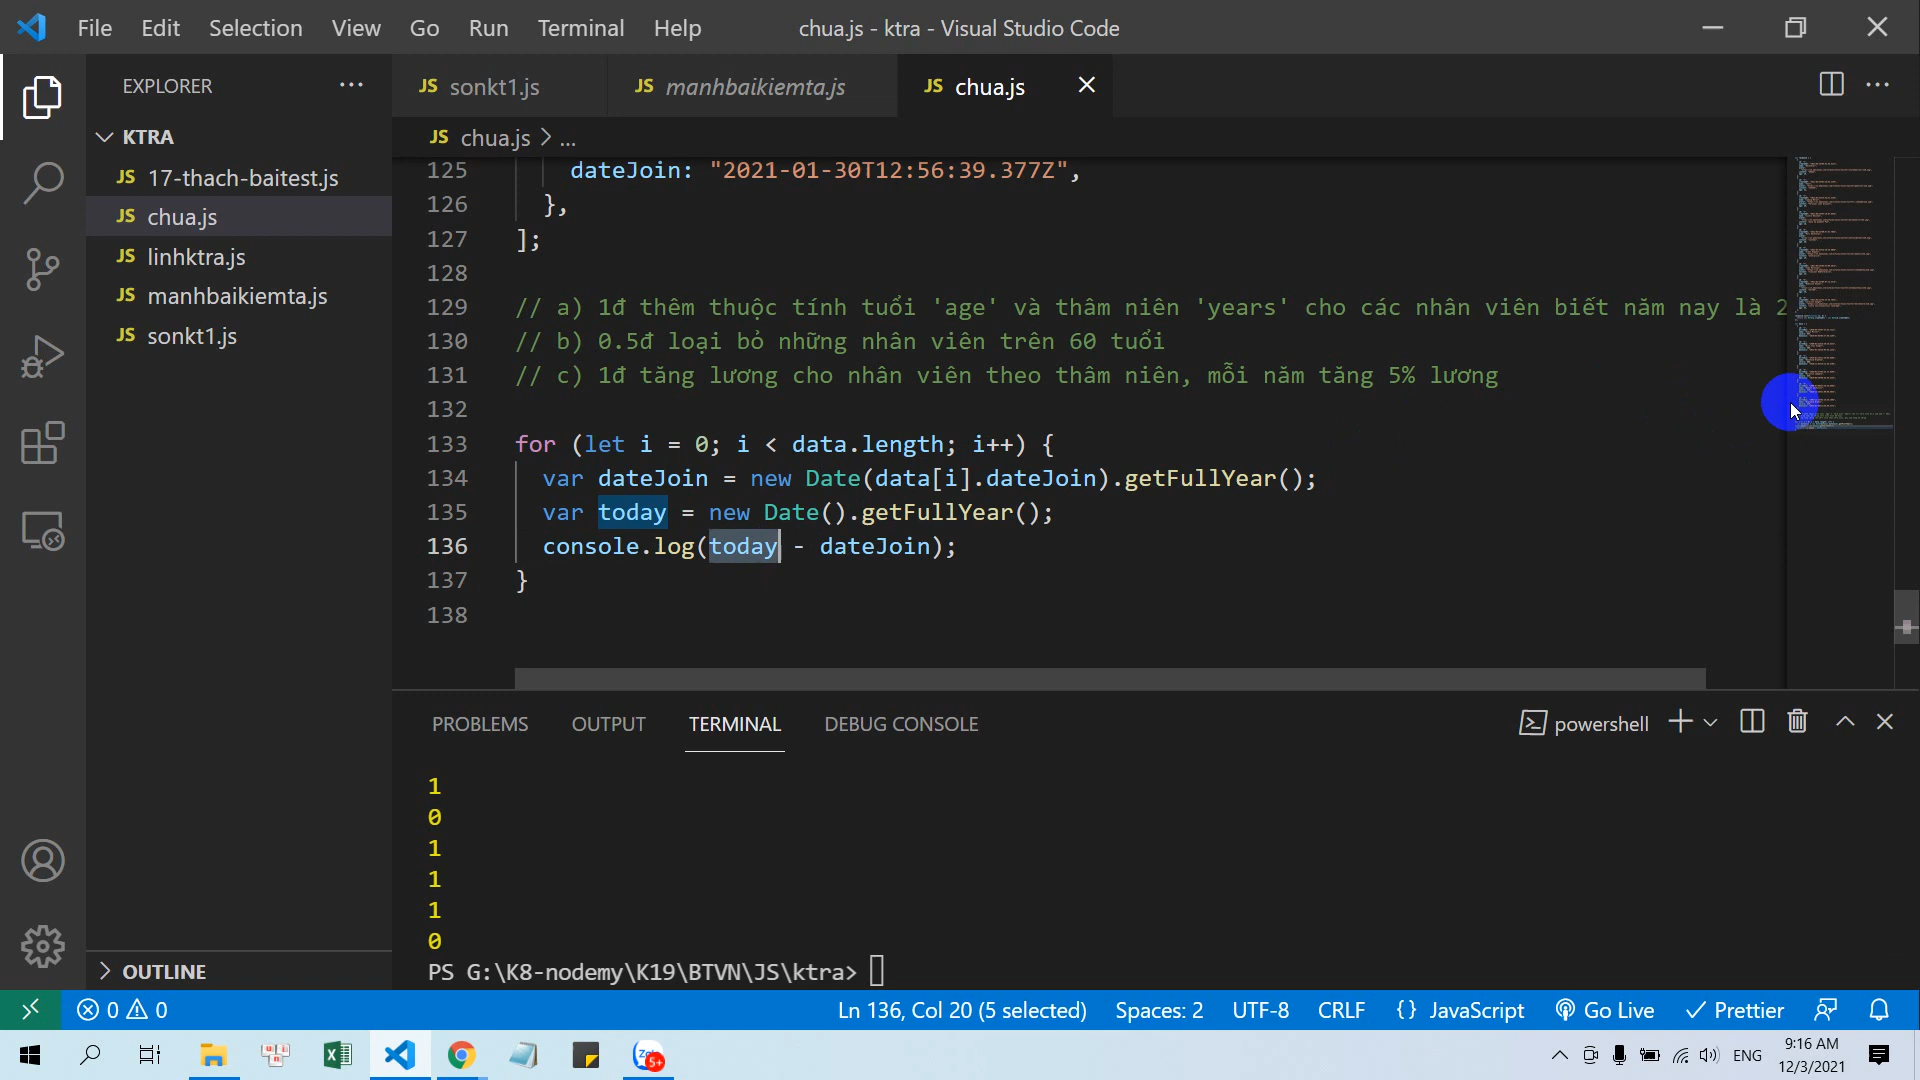 File Edit Selection View Go Run Terminal Help
chua.js - ktra - Visual Studio Code
EXPLORER
KTRA
JS 17-thach-baitest.js
JS chua.js
JS linhktra.js
JS manhbaikiemta.js
JS sonkt1.js
OUTLINE
JS sonkt1.js
JS manhbaikiemta.js
JS chua.js
JS chua.js > ...
125 dateJoin: "2021-01-30T12:56:39.377Z",
126 },
127 ];
128
129 // a) 1đ thêm thuộc tính tuổi 'age' và thâm niên 'years' cho các nhân viên biết năm nay là 2
130 // b) 0.5đ loại bỏ những nhân viên trên 60 tuổi
131 // c) 1đ tăng lương cho nhân viên theo thâm niên, mỗi năm tăng 5% lương
132
133 for (let i = 0; i < data.length; i++) {
134 var dateJoin = new Date(data[i].dateJoin).getFullYear();
135 var today = new Date().getFullYear();
136 console.log(today - dateJoin);
137 }
138
PROBLEMS OUTPUT TERMINAL DEBUG CONSOLE
powershell
1
0
1
1
1
0
PS G:\K8-nodemy\K19\BTVN\JS\ktra>
0 0
Ln 136, Col 20 (5 selected) Spaces: 2 UTF-8 CRLF {} JavaScript Go Live Prettier
5+
ENG
9:16 AM
12/3/2021